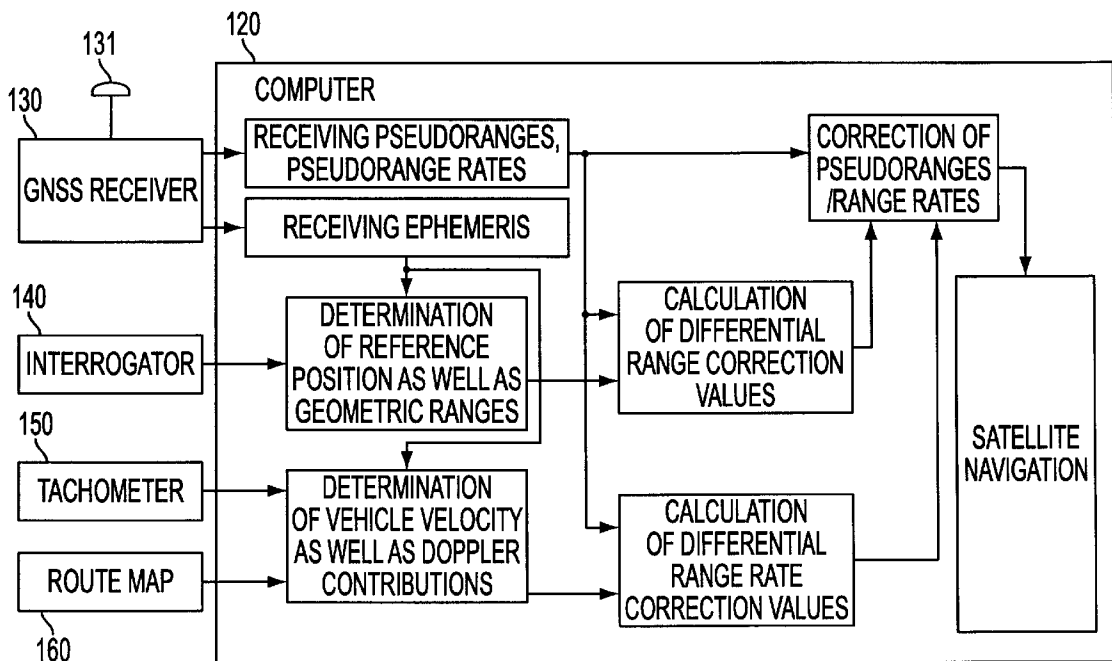 120
131
COMPUTER
130
RECEIVING PSEUDORANGES,
PSEUDORANGE RATES
CORRECTION OF
PSEUDORANGES
/RANGE RATES
GNSS RECEIVER
RECEIVING EPHEMERIS
140
INTERROGATOR
DETERMINATION
OF REFERENCE
POSITION AS WELL AS
GEOMETRIC RANGES
CALCULATION
OF DIFFERENTIAL
RANGE CORRECTION
VALUES
SATELLITE
NAVIGATION
150
TACHOMETER
DETERMINATION
OF VEHICLE VELOCITY
AS WELL AS DOPPLER
CONTRIBUTIONS
CALCULATION
OF DIFFERENTIAL
RANGE RATE
CORRECTION VALUES
ROUTE MAP
160